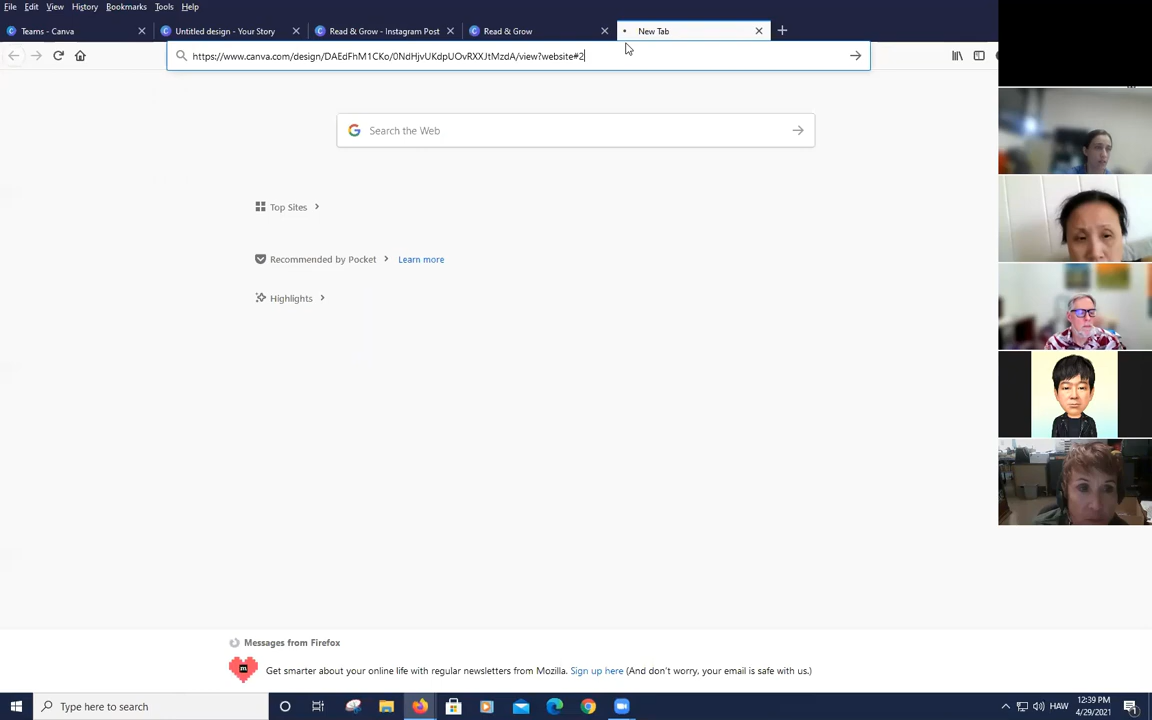 File Edit View History Bookmarks Tools Help
Teams - Canva
Untitled design - Your Story
Read & Grow - Instagram Post
Read & Grow
New Tab
https://www.canva.com/design/DAEdFhM1CKo/0NdHjvUKdpUOvRXXJtMzdA/view?website#2
Search the Web
Top Sites
Recommended by Pocket
Learn more
Highlights
Messages from Firefox
Get smarter about your online life with regular newsletters from Mozilla. Sign up here (And don't worry, your email is safe with us.)
Type here to search
HAW
12:39 PM
4/29/2021